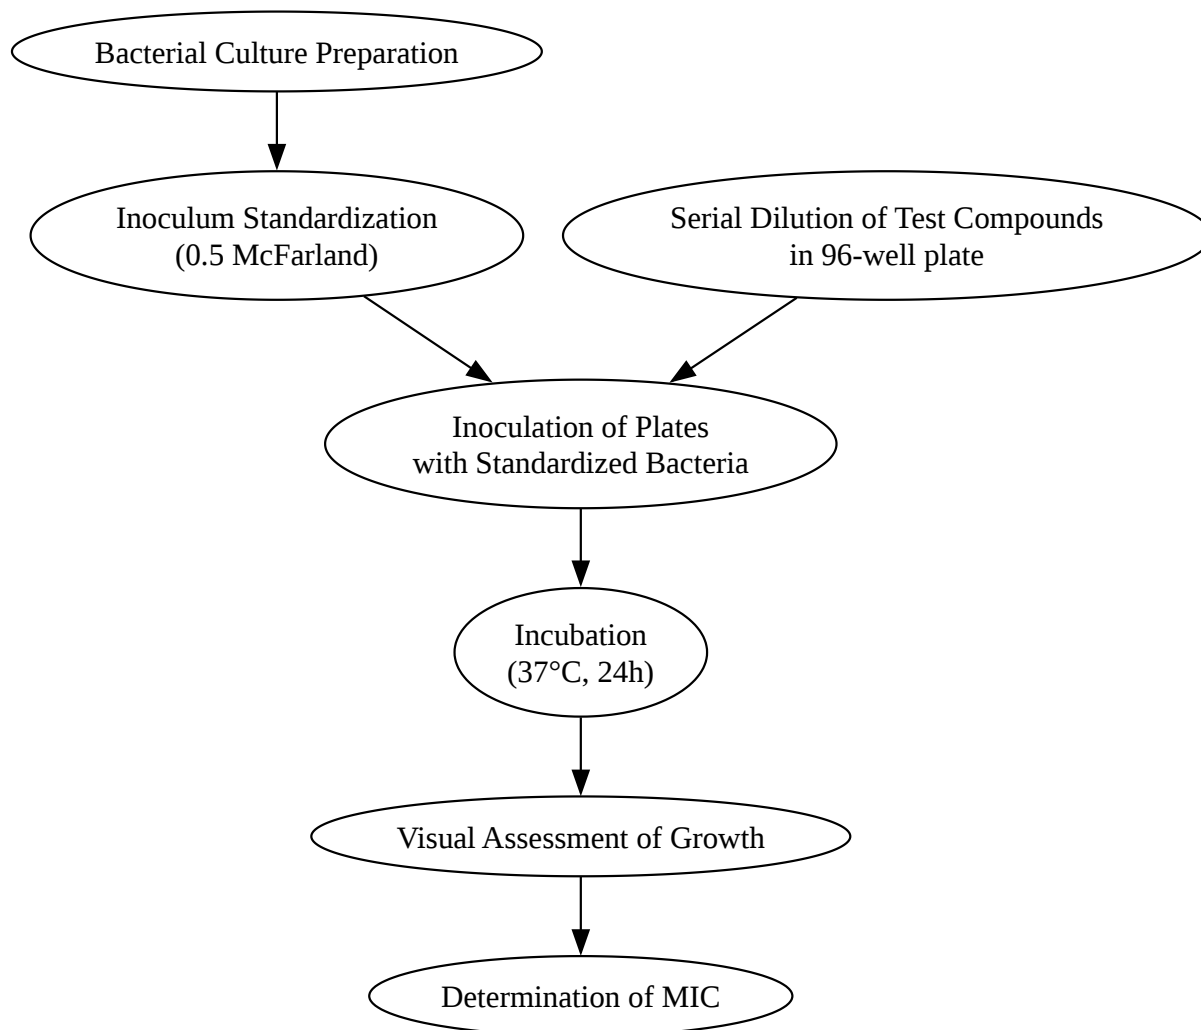 Bacterial Culture Preparation
Inoculum Standardization
(0.5 McFarland)
Serial Dilution of Test Compounds
in 96-well plate
Inoculation of Plates
with Standardized Bacteria
Incubation
(37°C, 24h)
Visual Assessment of Growth
Determination of MIC